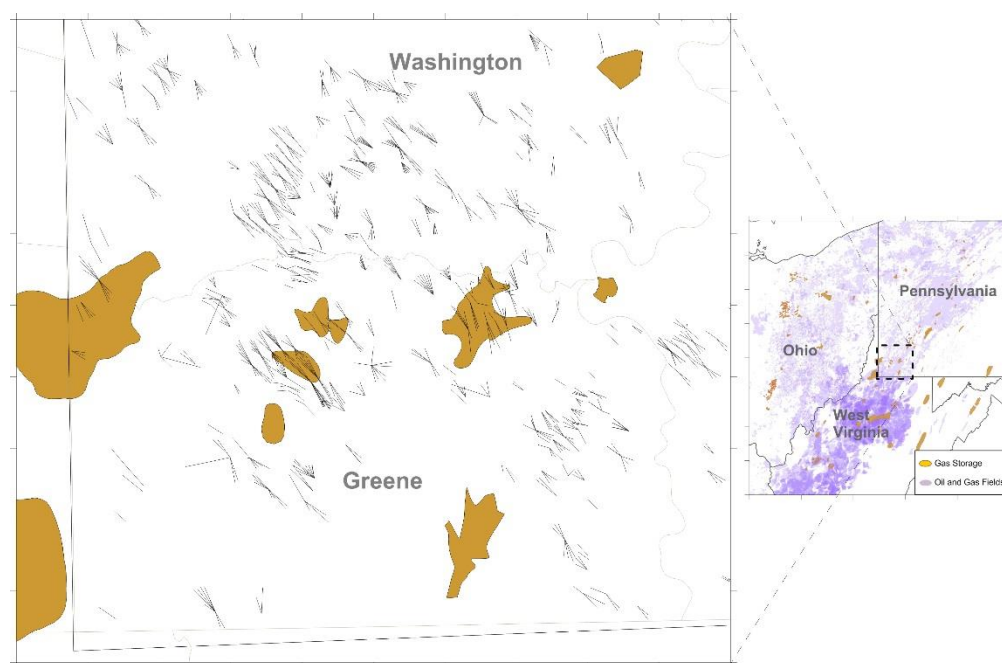 Washington
Greene
Pennsylvania
Ohio
West
Virginia
Gas Storage
Oil and Gas Fields